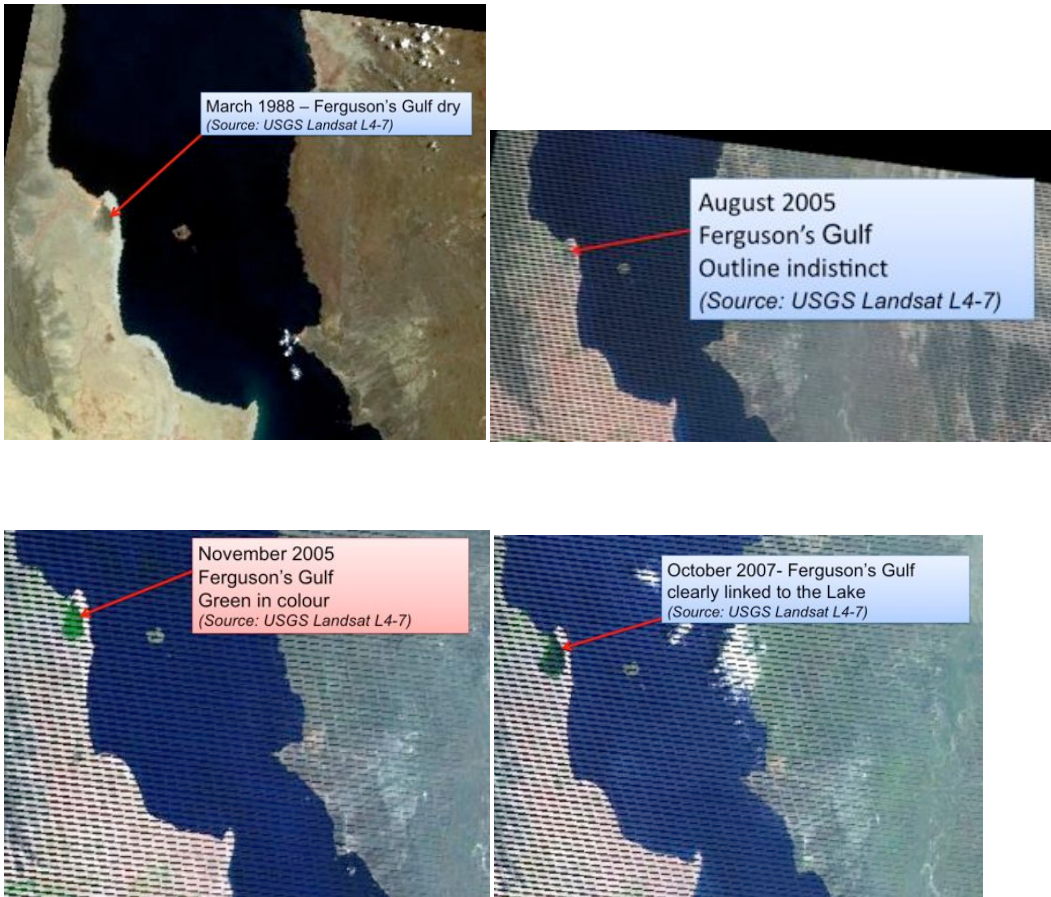 March 1988 – Ferguson's Gulf dry
(Source: USGS Landsat L4-7)
August 2005
Ferguson's Gulf
Outline indistinct
(Source: USGS Landsat L4-7)
November 2005
Ferguson's Gulf
Green in colour
(Source: USGS Landsat L4-7)
October 2007- Ferguson's Gulf
clearly linked to the Lake
(Source: USGS Landsat L4-7)